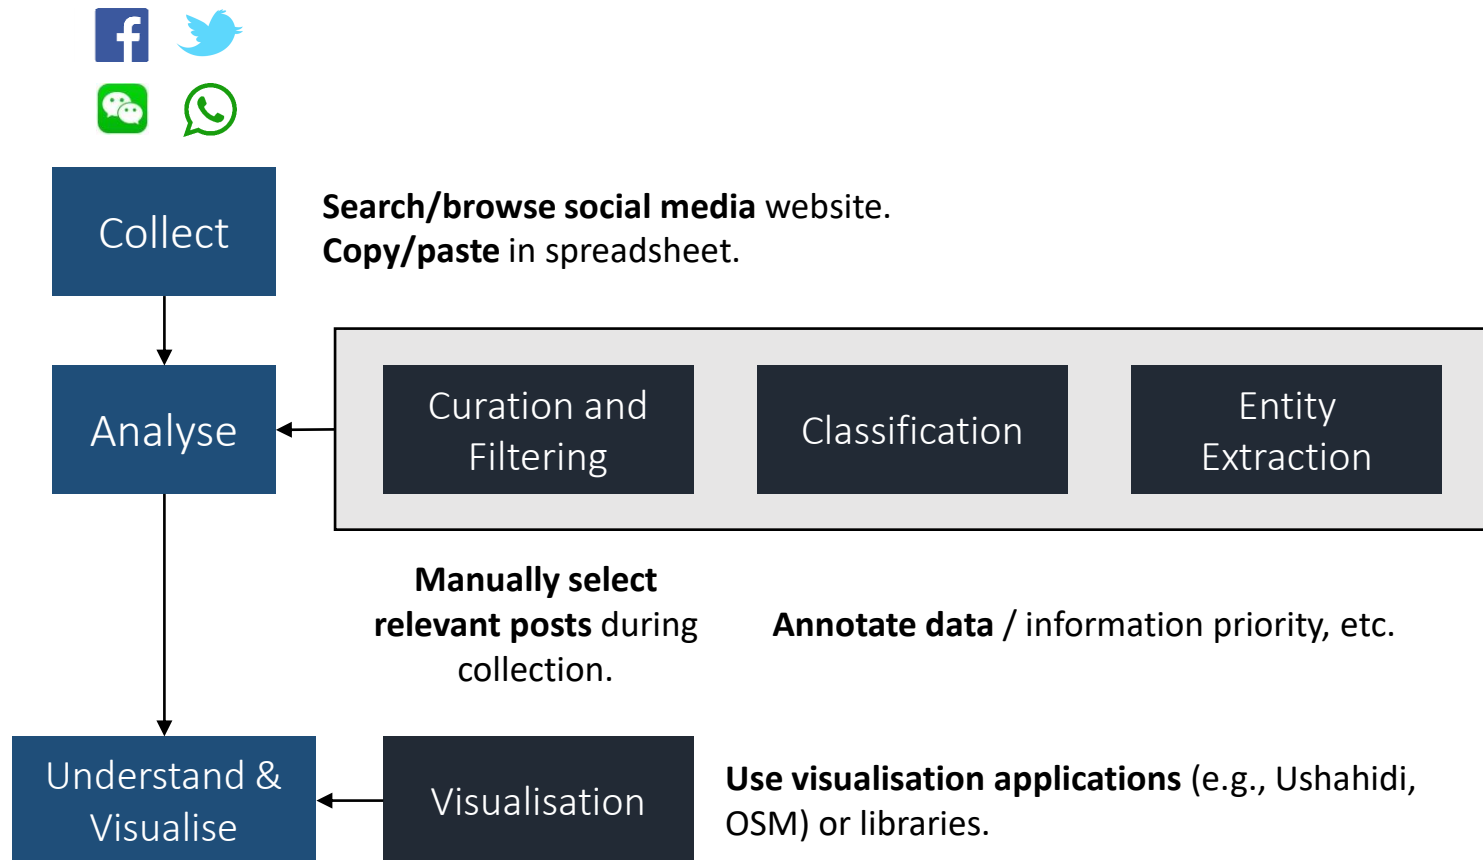 Collect
Search/browse social media website.
Copy/paste in spreadsheet.
Analyse
Curation and
Filtering
Classification
Entity
Extraction
Manually select
relevant posts during
collection.
Annotate data / information priority, etc.
Understand &
Visualise
Visualisation
Use visualisation applications (e.g., Ushahidi,
OSM) or libraries.